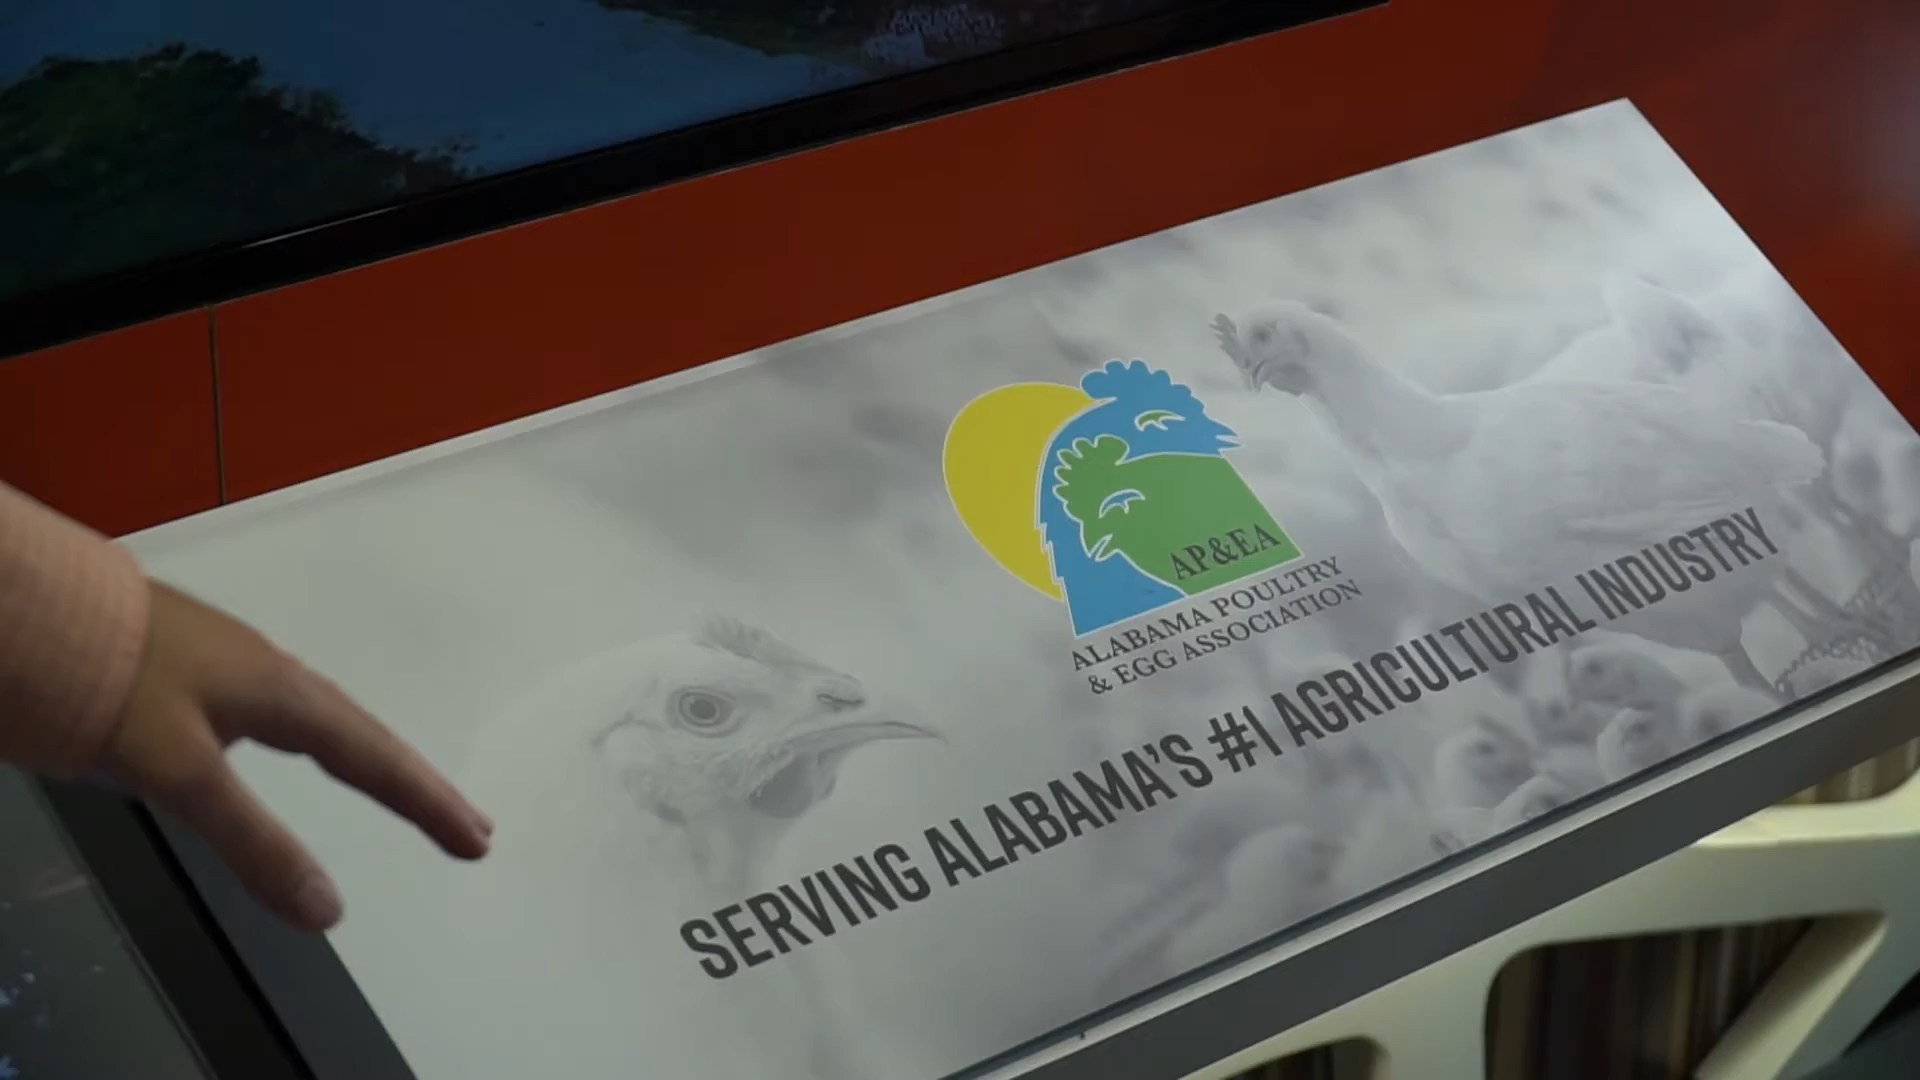 AP&EA
ALABAMA POULTRY
& EGG ASSOCIATION
SERVING ALABAMA'S #1 AGRICULTURAL INDUSTRY